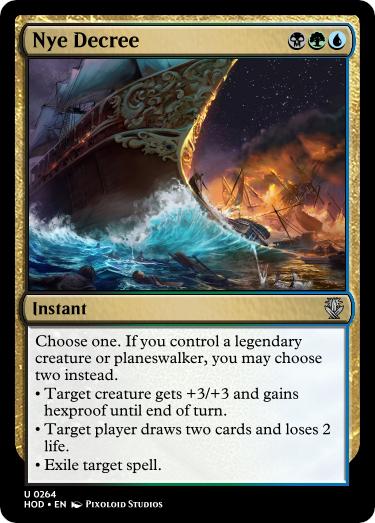 Nye Decree
Instant
Choose one. If you control a legendary
creature or planeswalker, you may choose
two instead.
• Target creature gets +3/+3 and gains
hexproof until end of turn.
• Target player draws two cards and loses 2
life.
• Exile target spell.
U 0264
HOD • EN Pixoloid Studios